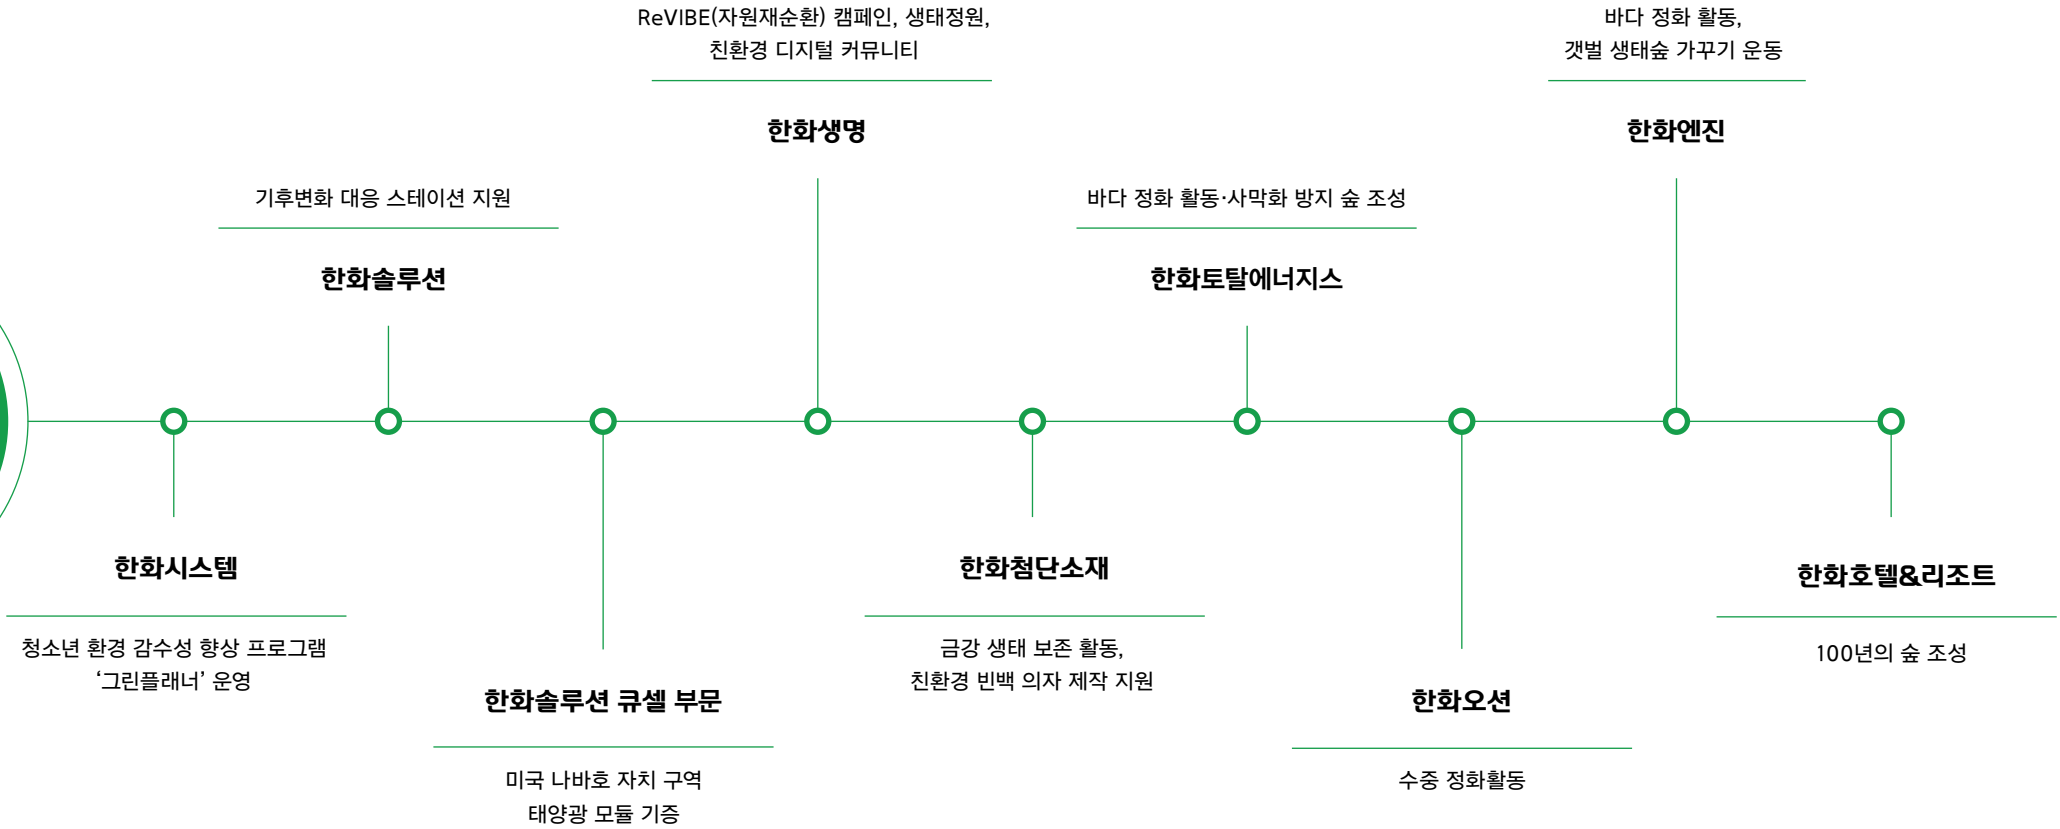 ReVIBE(자원재순환) 캠페인, 생태정원,
친환경 디지털 커뮤니티
한화생명
바다 정화 활동,
갯벌 생태숲 가꾸기 운동
한화엔진
기후변화 대응 스테이션 지원
한화솔루션
바다 정화 활동·사막화 방지 숲 조성
한화토탈에너지스
한화시스템
청소년 환경 감수성 향상 프로그램
‘그린플래너’ 운영
한화솔루션 큐셀 부문
미국 나바호 자치 구역
태양광 모듈 기증
한화첨단소재
금강 생태 보존 활동,
친환경 빈백 의자 제작 지원
한화오션
수중 정화활동
한화호텔&리조트
100년의 숲 조성